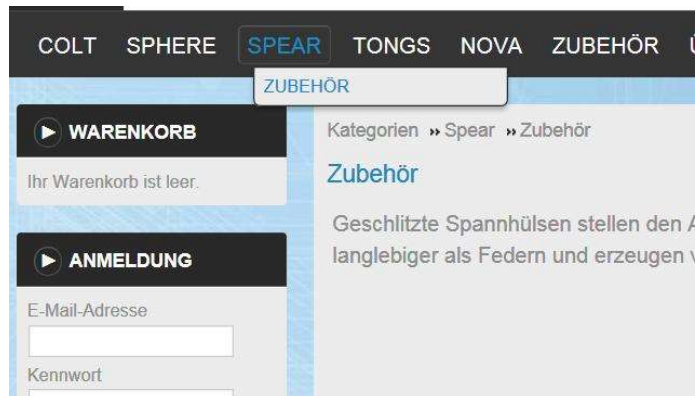 COLT SPHERE SPEAR TONGS NOVA ZUBEHÖR
ZUBEHÖR
WARENKORB
Ihr Warenkorb ist leer.
ANMELDUNG
E-Mail-Adresse
Kennwort
Kategorien » Spear » Zubehör
Zubehör
Geschlitzte Spannhülsen stellen den
langlebiger als Federn und erzeugen